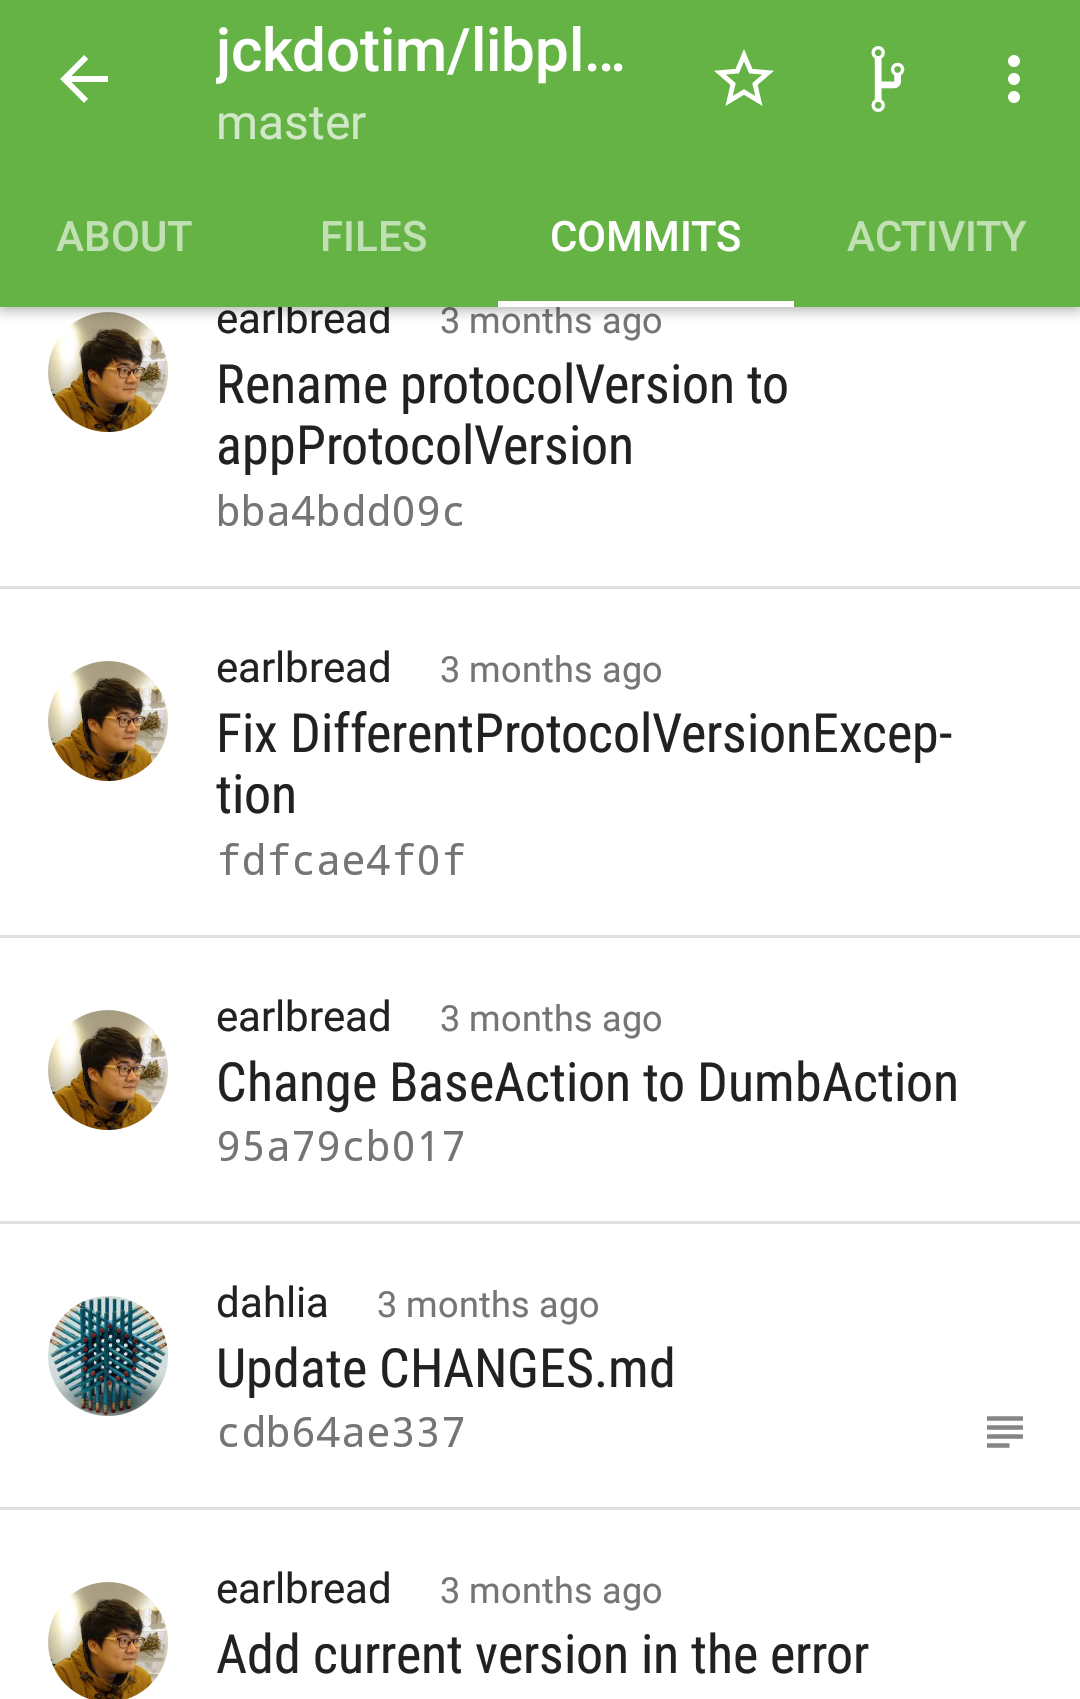 jckdotim/libpl...
master
ABOUT FILES COMMITS ACTIVITY
earlbread 3 months ago
Rename protocolVersion to
appProtocolVersion
bba4bdd09c
earlbread 3 months ago
Fix DifferentProtocolVersionExcep-
tion
fdfcae4f0f
earlbread 3 months ago
Change BaseAction to DumbAction
95a79cb017
dahlia 3 months ago
Update CHANGES.md
cdb64ae337
earlbread 3 months ago
Add current version in the error